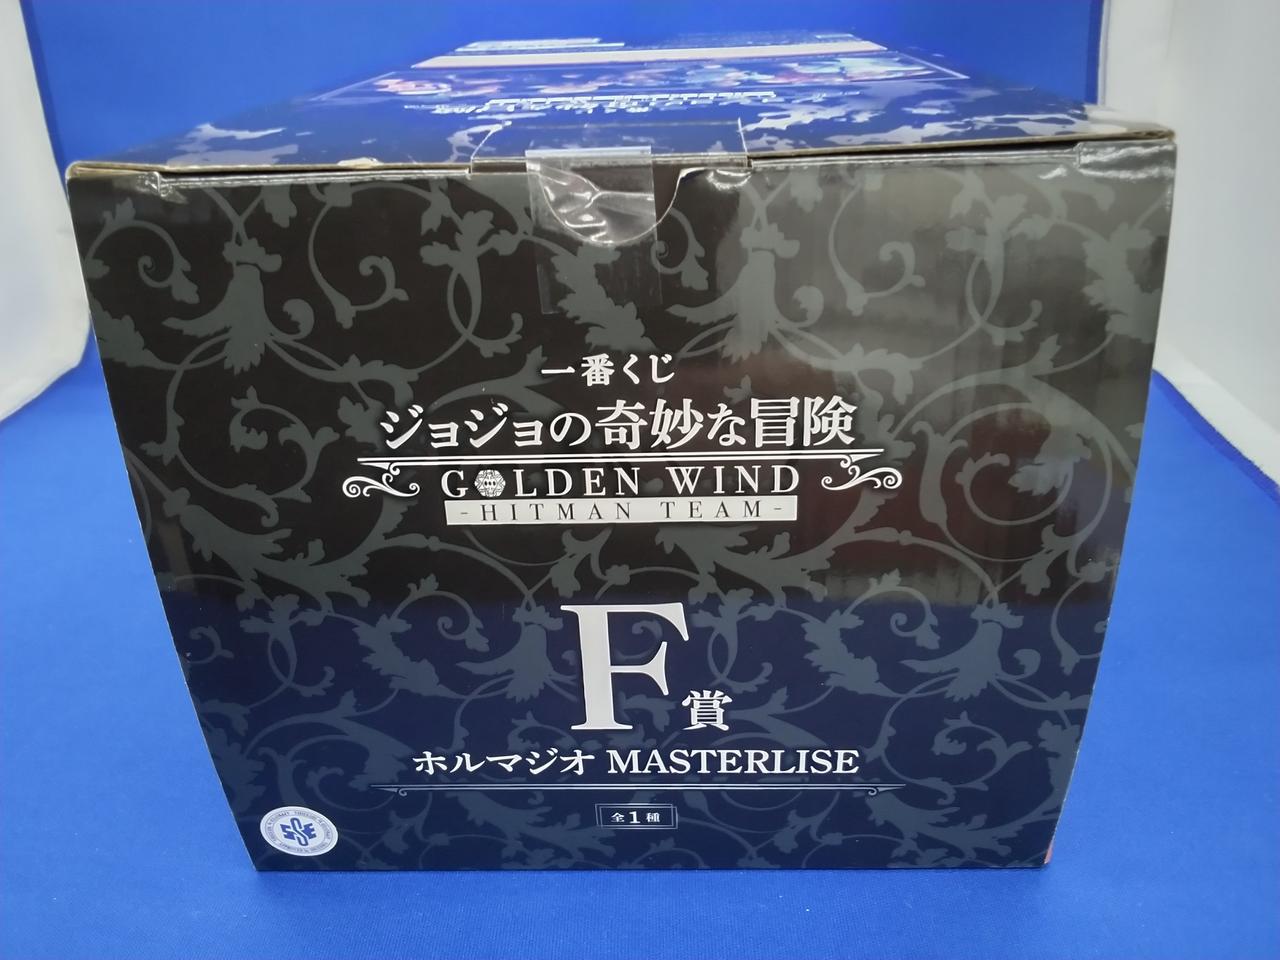 一番くじ
ジョジョの奇妙な冒険
GOLDEN WIND
-HITMAN TEAM-
F賞
ホルマジオ MASTERLISE
全1種